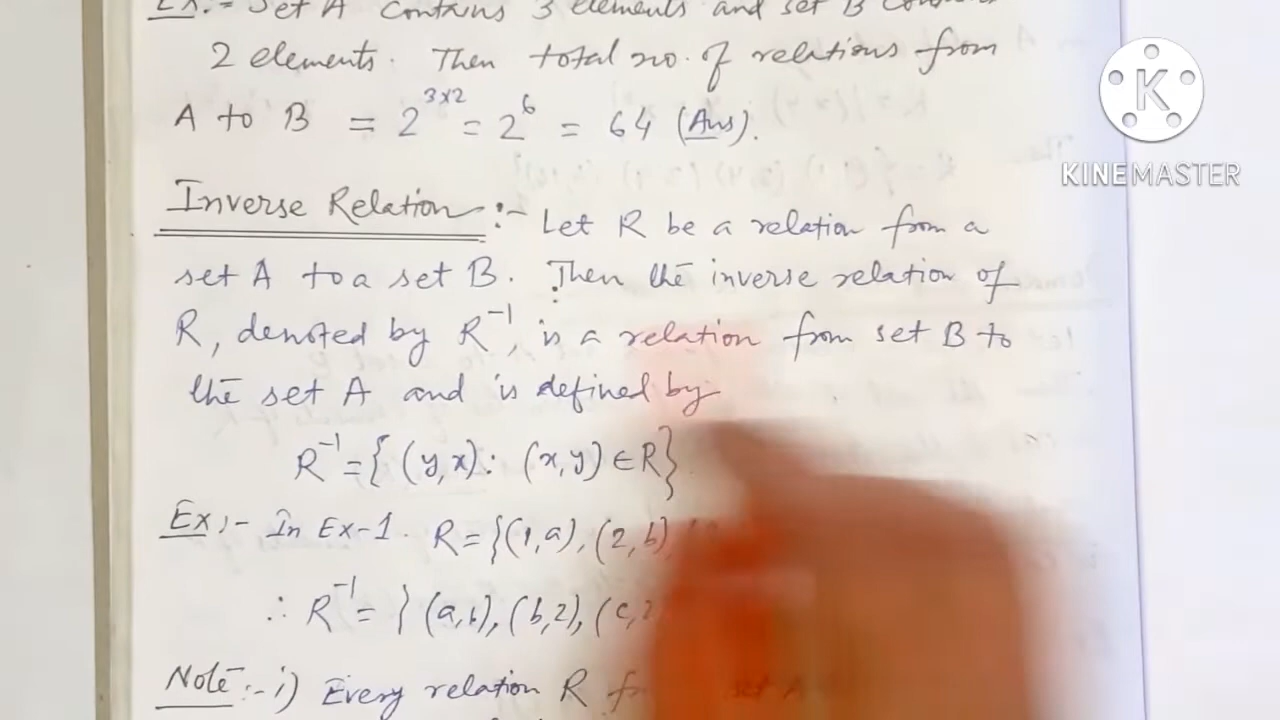 Ex:- Set A contains 3 elements and set B
2 elements. Then total no. of relations from
A to B = 2^3×2 = 2^6 = 64 (Ans).
Inverse Relation :- Let R be a relation from a
set A to a set B. Then the inverse relation of
R, denoted by R^-1, is a relation from set B to
the set A and is defined by
R^-1 = { (y,x): (x,y) ∈ R}
Ex:- In Ex-1. R = {(1,a), (2,b)
∴ R^-1 = } (a,1), (b,2), (c,
Note:- i) Every relation R set A
K
KINEMASTER